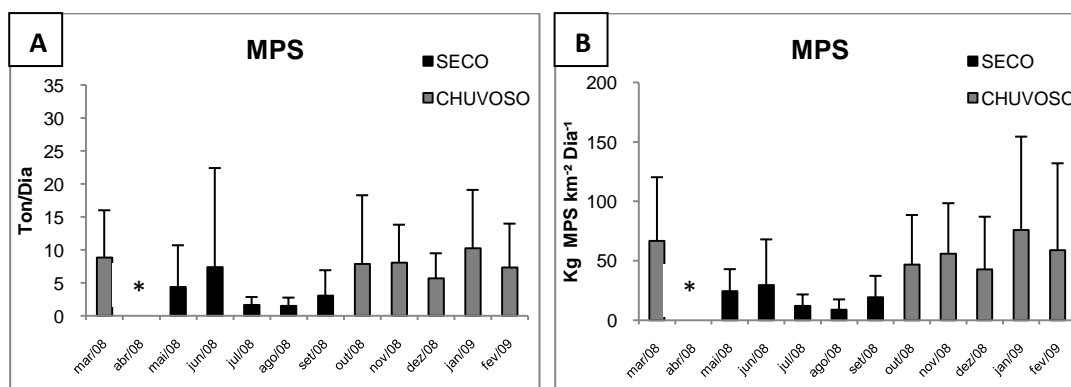 A
MPS
SECO
CHUVOSO
Ton/Dia
35
30
25
20
15
10
5
0
*
mar/08
abr/08
mai/08
jun/08
jul/08
ago/08
set/08
out/08
nov/08
dez/08
jan/09
fev/09
B
MPS
SECO
CHUVOSO
Kg MPS km⁻² Dia⁻¹
200
150
100
50
0
*
mar/08
abr/08
mai/08
jun/08
jul/08
ago/08
set/08
out/08
nov/08
dez/08
jan/09
fev/09